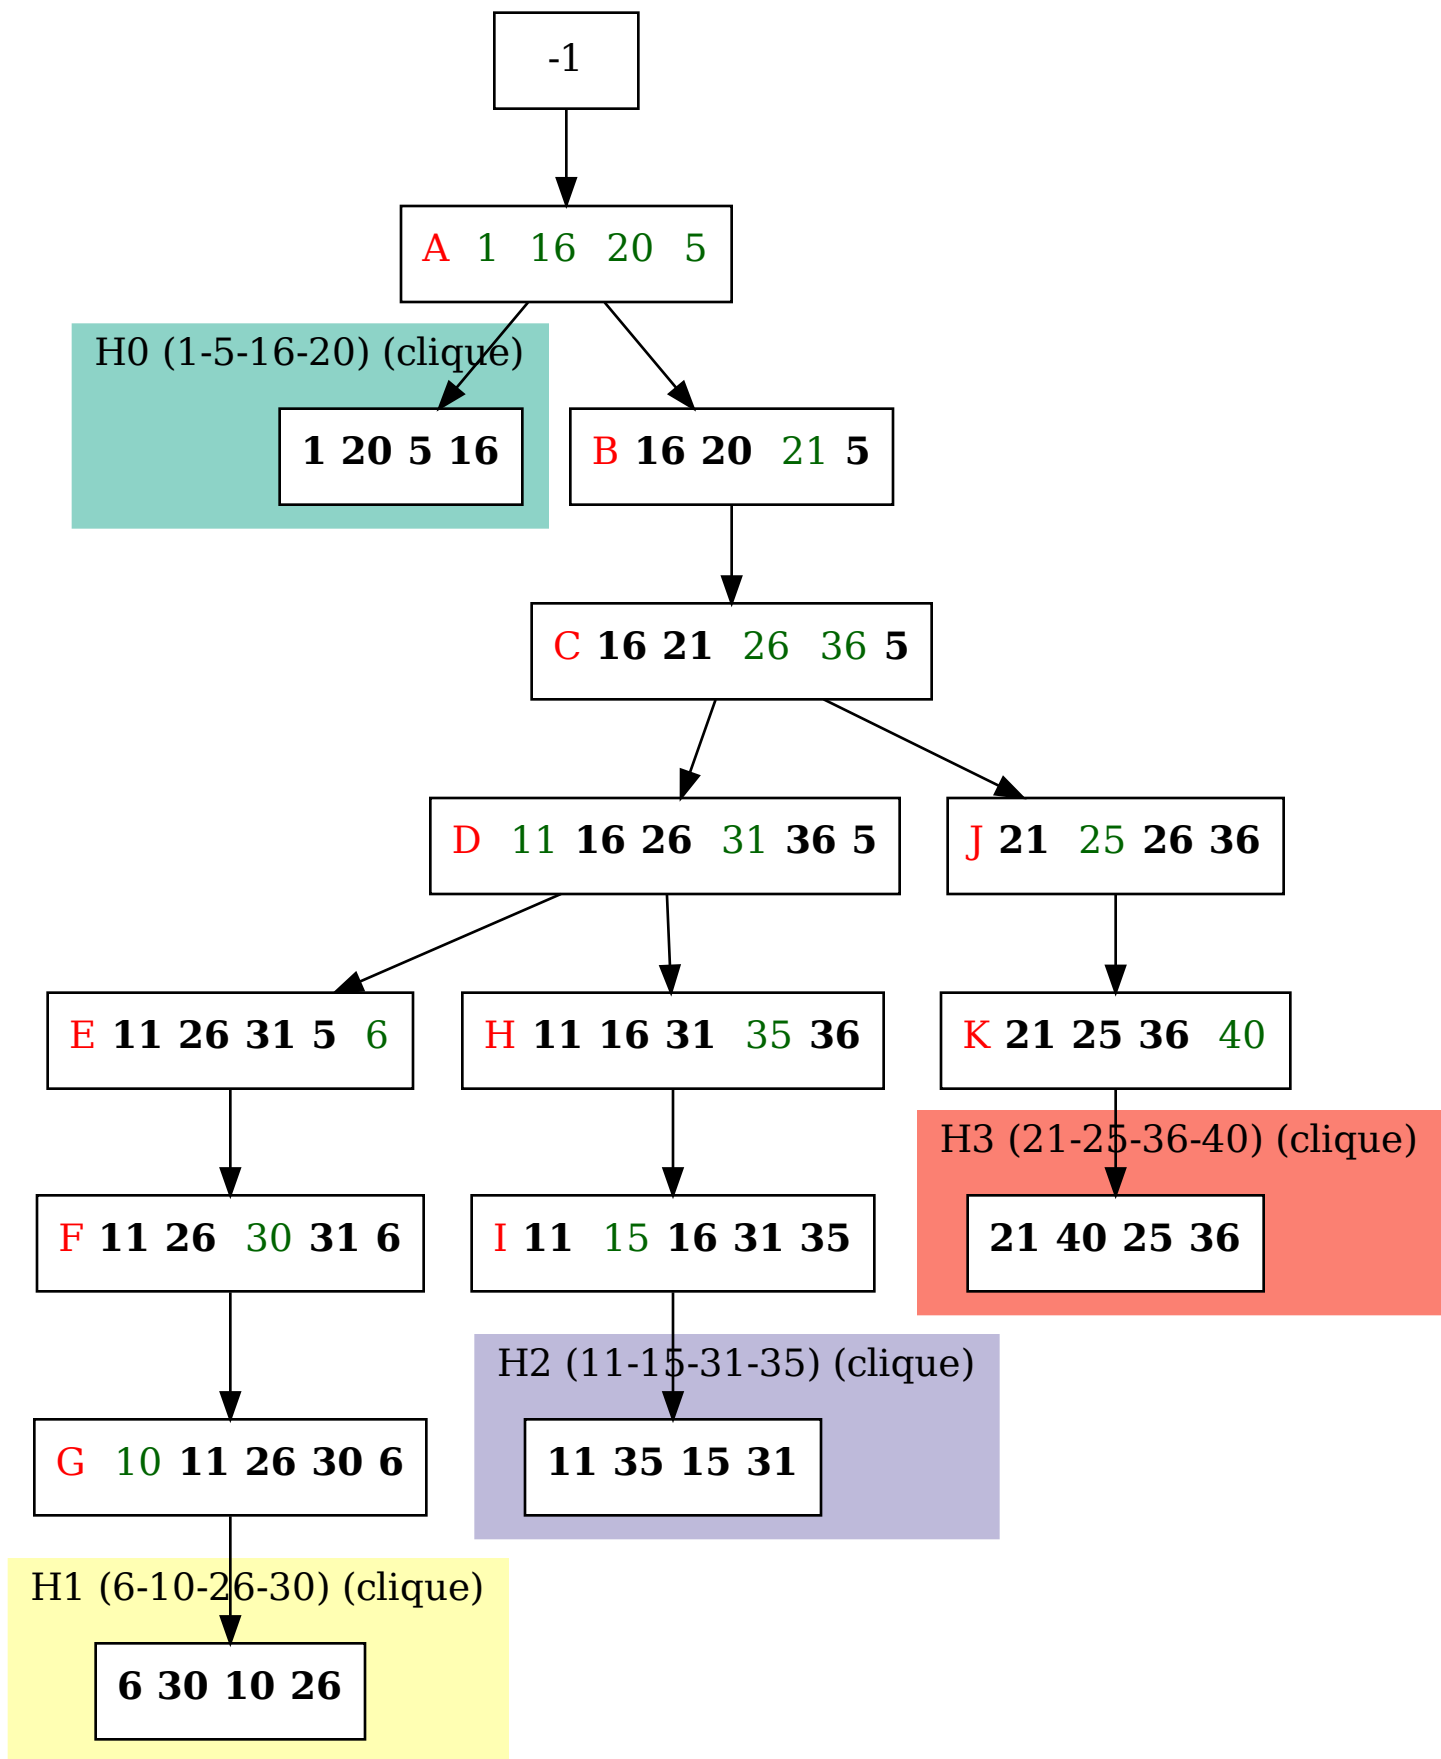 -1
A 1 16 20 5
H0 (1-5-16-20) (clique)
1 20 5 16
B 16 20 21 5
C 16 21 26 36 5
D 11 16 26 31 36 5
J 21 25 26 36
E 11 26 31 5 6
H 11 16 31 35 36
K 21 25 36 40
H3 (21-25-36-40) (clique)
F 11 26 30 31 6
I 11 15 16 31 35
21 40 25 36
H2 (11-15-31-35) (clique)
G 10 11 26 30 6
11 35 15 31
H1 (6-10-26-30) (clique)
6 30 10 26